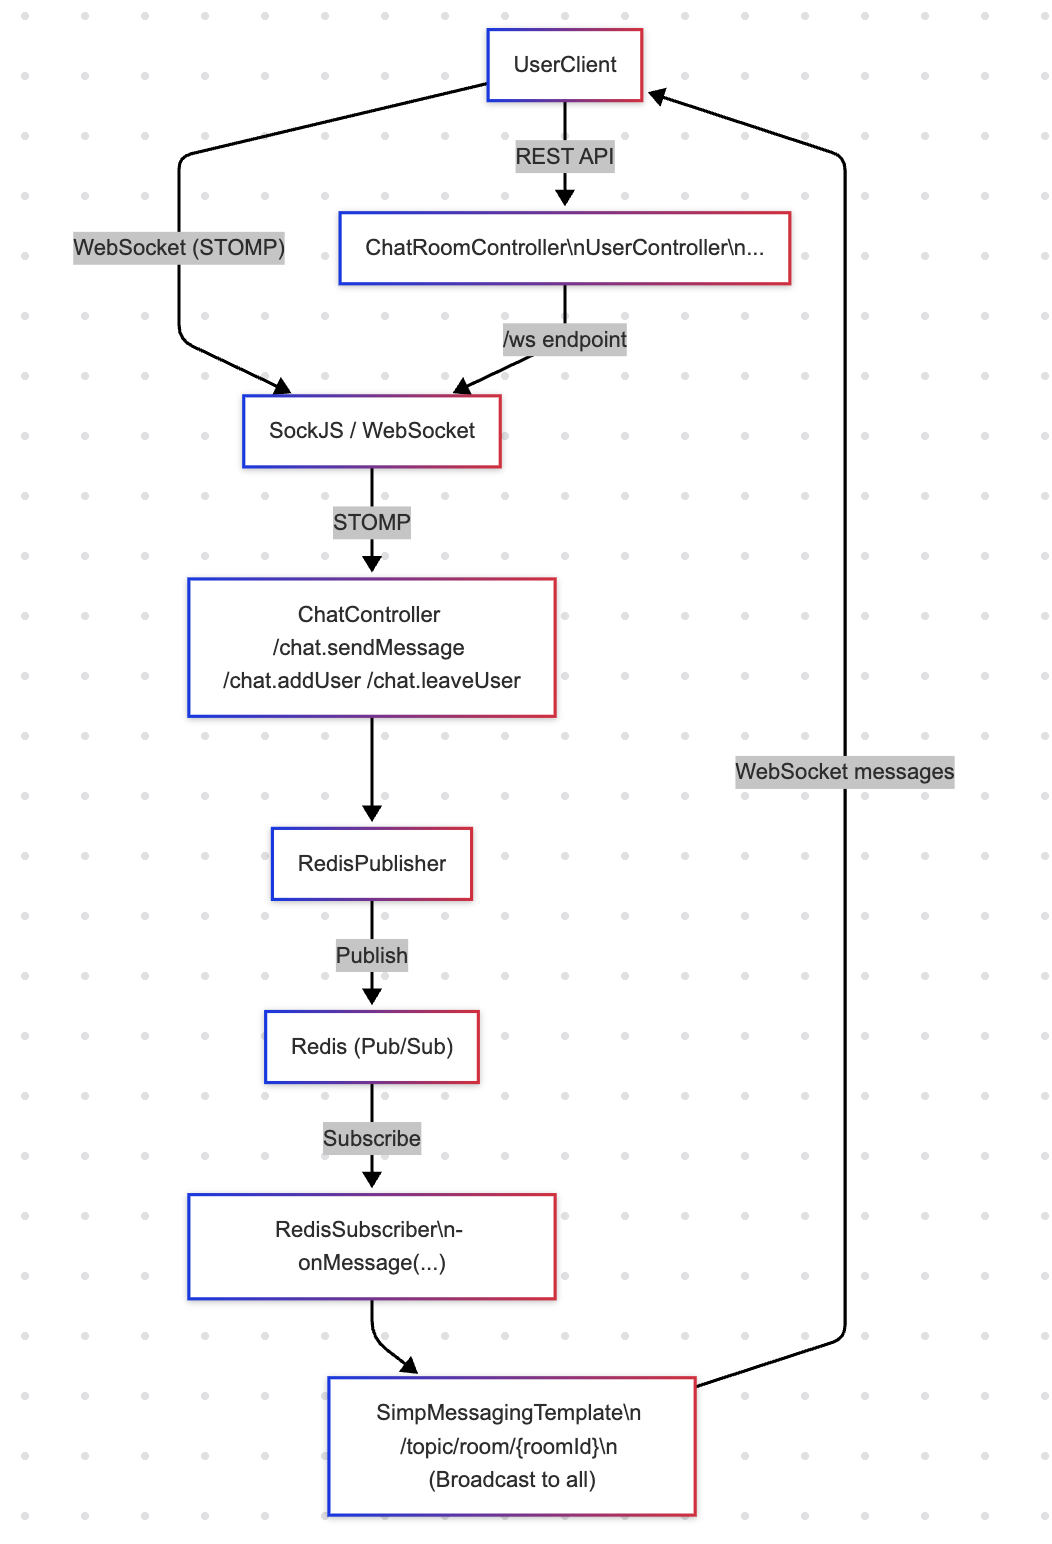 UserClient
REST API
WebSocket (STOMP)
ChatRoomController\nUserController\n...
/ws endpoint
SockJS / WebSocket
STOMP
ChatController
/chat.sendMessage
/chat.addUser /chat.leaveUser
WebSocket messages
RedisPublisher
Publish
Redis (Pub/Sub)
Subscribe
RedisSubscriber\n-
onMessage(...)
SimpMessagingTemplate\n
/topic/room/{roomId}\n
(Broadcast to all)